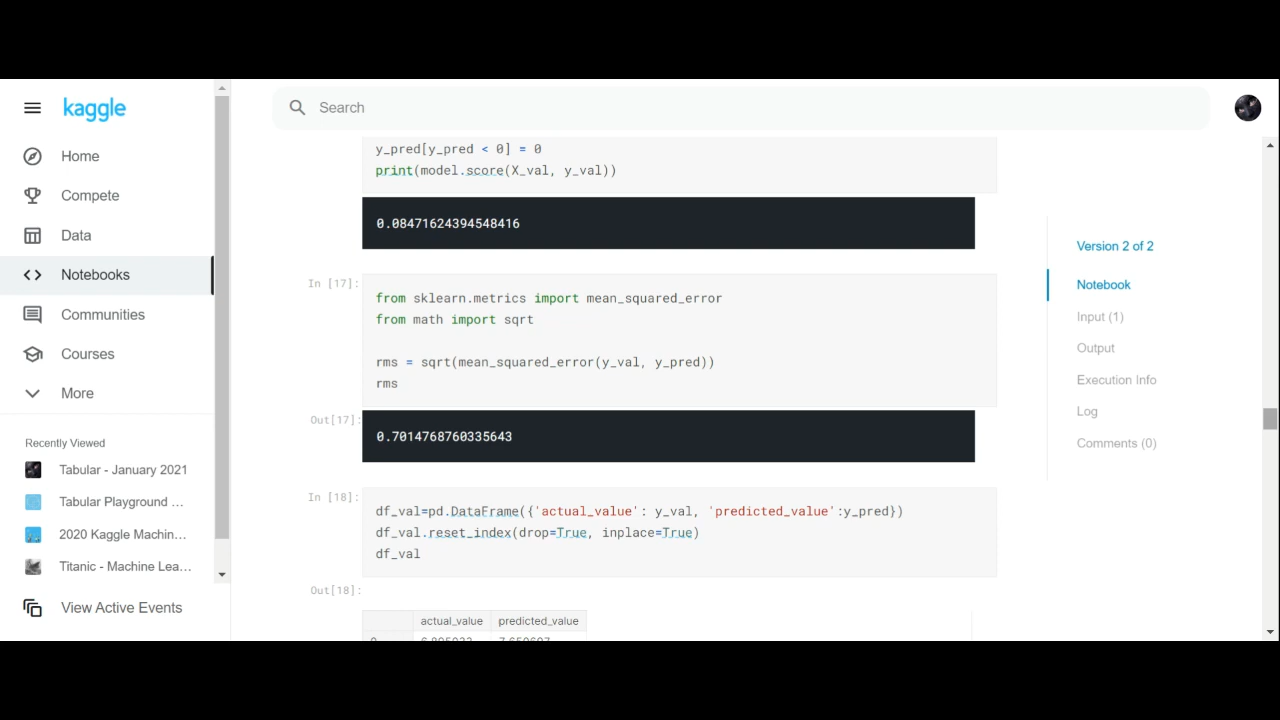 kaggle
Search
Home
Compete
Data
Notebooks
Communities
Courses
More
Recently Viewed
Tabular - January 2021
Tabular Playground ...
2020 Kaggle Machin...
Titanic - Machine Lea...
View Active Events
y_pred[y_pred < 0] = 0
print(model.score(X_val, y_val))
0.08471624394548416
In [17]:
from sklearn.metrics import mean_squared_error
from math import sqrt
rms = sqrt(mean_squared_error(y_val, y_pred))
rms
Out[17]:
0.7014768760335643
In [18]:
df_val=pd.DataFrame({'actual_value': y_val, 'predicted_value':y_pred})
df_val.reset_index(drop=True, inplace=True)
df_val
Out[18]:
actual_value predicted_value
Version 2 of 2
Notebook
Input (1)
Output
Execution Info
Log
Comments (0)